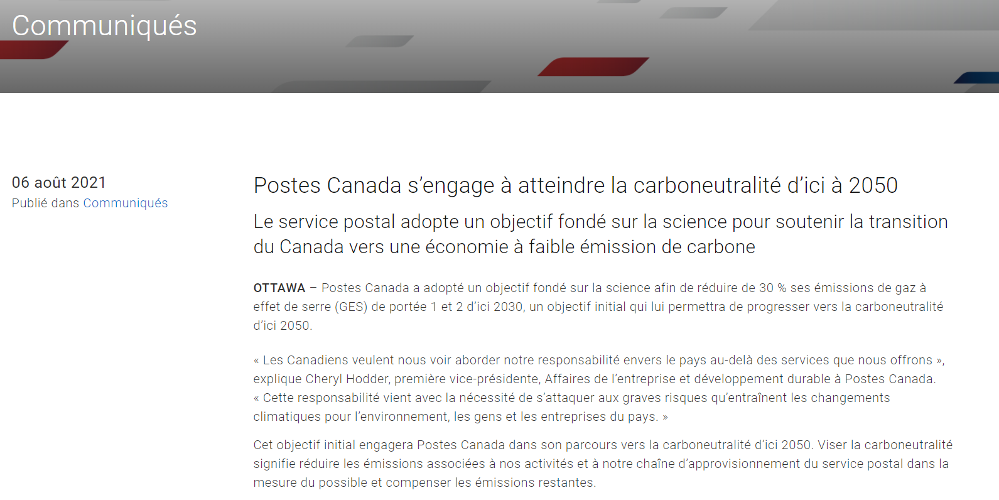 Communiqués
06 août 2021
Publié dans Communiqués
Postes Canada s’engage à atteindre la carboneutralité d’ici à 2050
Le service postal adopte un objectif fondé sur la science pour soutenir la transition
du Canada vers une économie à faible émission de carbone
OTTAWA – Postes Canada a adopté un objectif fondé sur la science afin de réduire de 30 % ses émissions de gaz à
effet de serre (GES) de portée 1 et 2 d’ici 2030, un objectif initial qui lui permettra de progresser vers la carboneutralité
d’ici 2050.
« Les Canadiens veulent nous voir aborder notre responsabilité envers le pays au-delà des services que nous offrons »,
explique Cheryl Hodder, première vice-présidente, Affaires de l’entreprise et développement durable à Postes Canada.
« Cette responsabilité vient avec la nécessité de s’attaquer aux graves risques qu’entraînent les changements
climatiques pour l’environnement, les gens et les entreprises du pays. »
Cet objectif initial engagera Postes Canada dans son parcours vers la carboneutralité d’ici 2050. Viser la carboneutralité
signifie réduire les émissions associées à nos activités et à notre chaîne d’approvisionnement du service postal dans la
mesure du possible et compenser les émissions restantes.